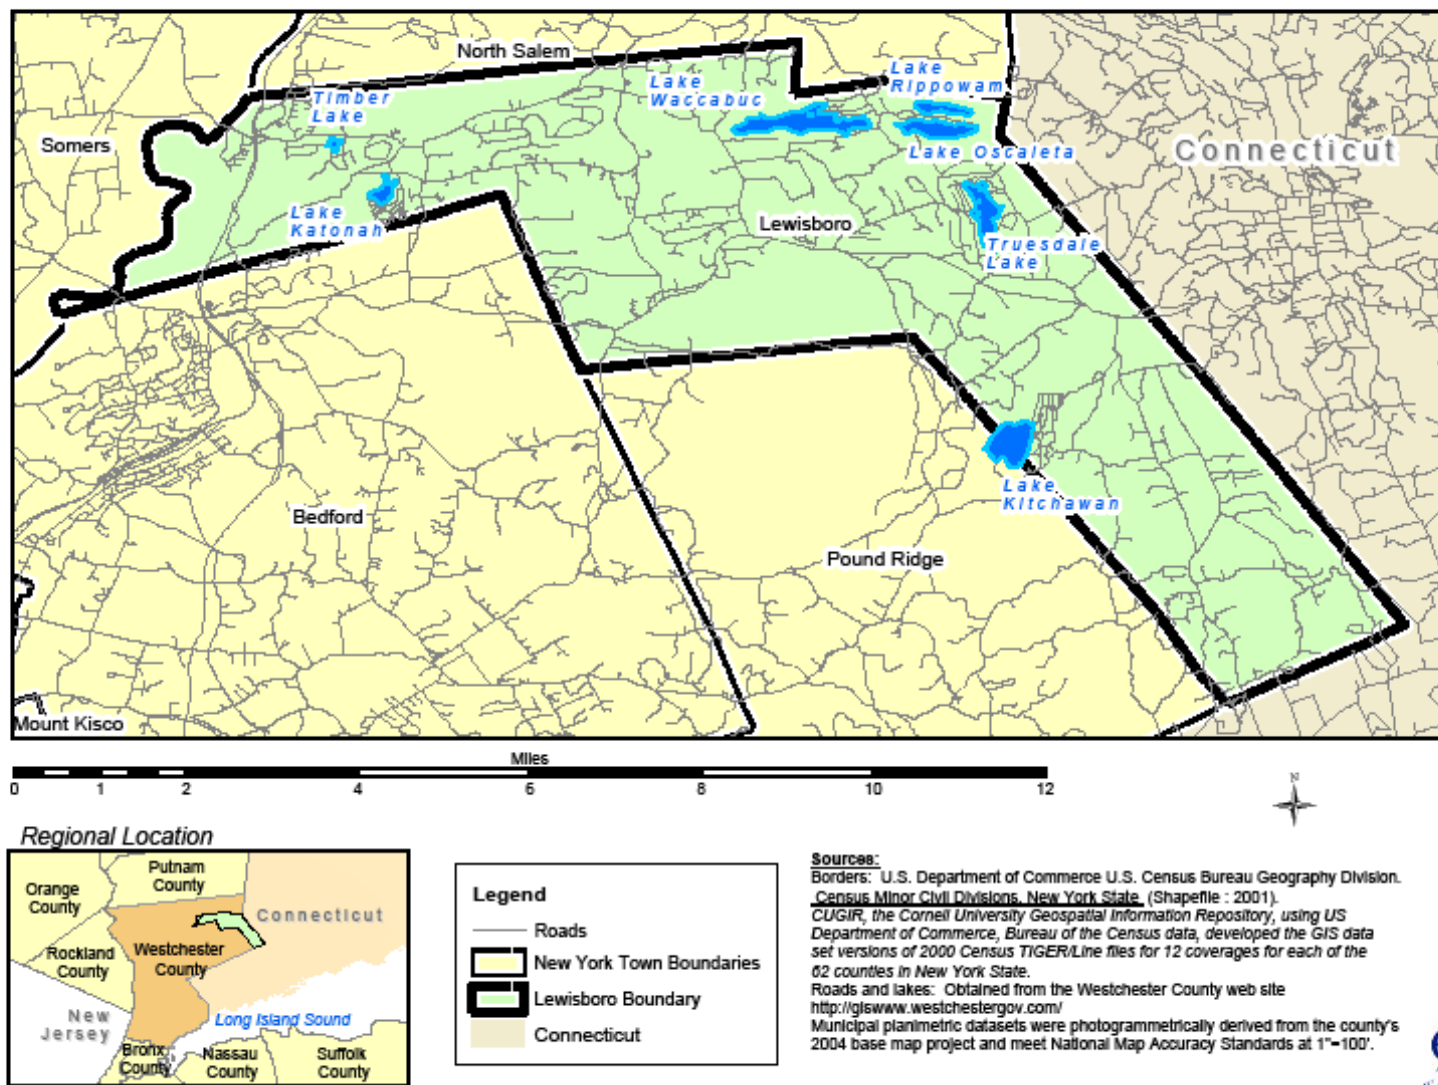 North Salem
Lake
Rippowam
Lake
Waccabuc
Timber
Lake
Somers
Connecticut
Lake Oscaleta
Lake
Katonah
Lewisboro
Truesdale
Lake
Lake
Kitchawan
Bedford
Pound Ridge
Mount Kisco
Miles
0 1 2 4 6 8 10 12
N
Regional Location
Putnam
County
Orange
County
Connecticut
Westchester
County
Rockland
County
New
Jersey
Long Island Sound
Bronx
County
Nassau
County
Suffolk
County
Legend
Roads
New York Town Boundaries
Lewisboro Boundary
Connecticut
Sources:
Borders: U.S. Department of Commerce U.S. Census Bureau Geography Division.
Census Minor Civil Divisions, New York State (Shapefile : 2001).
CUGIR, the Cornell University Geospatial Information Repository, using US
Department of Commerce, Bureau of the Census data, developed the GIS data
set versions of 2000 Census TIGER/Line files for 12 coverages for each of the
62 counties in New York State.
Roads and lakes: Obtained from the Westchester County web site
http://giswww.westchestergov.com/
Municipal planimetric datasets were photogrammetrically derived from the county's
2004 base map project and meet National Map Accuracy Standards at 1"=100'.